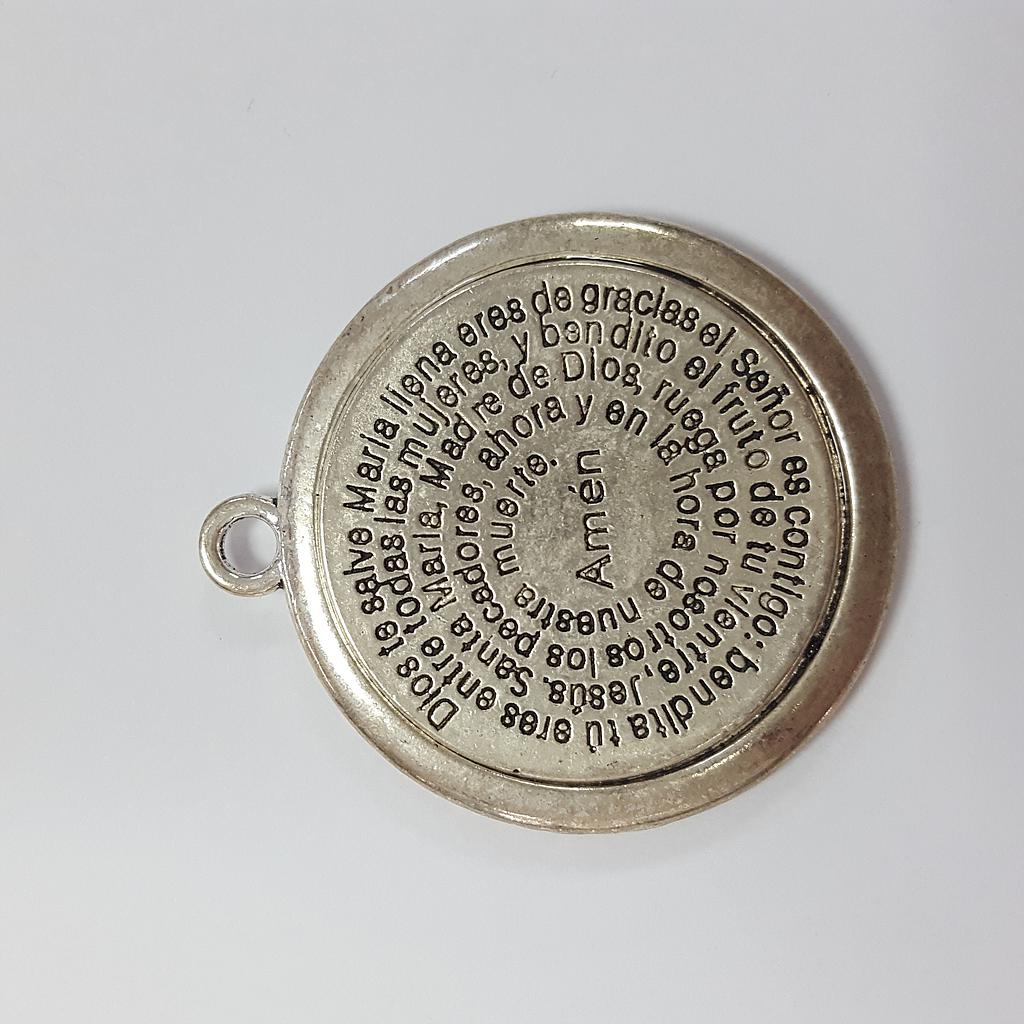 Dios te salve Maria llena eres de gracias el Señor es contigo: bendita tú eres
entre todas las mujeres, y bendito el fruto de tu vientre, Jesús.
Santa Maria, Madre de Dios, ruega por nosotros los
pecadores, ahora y en la hora de nuestra
muerte.
Amén